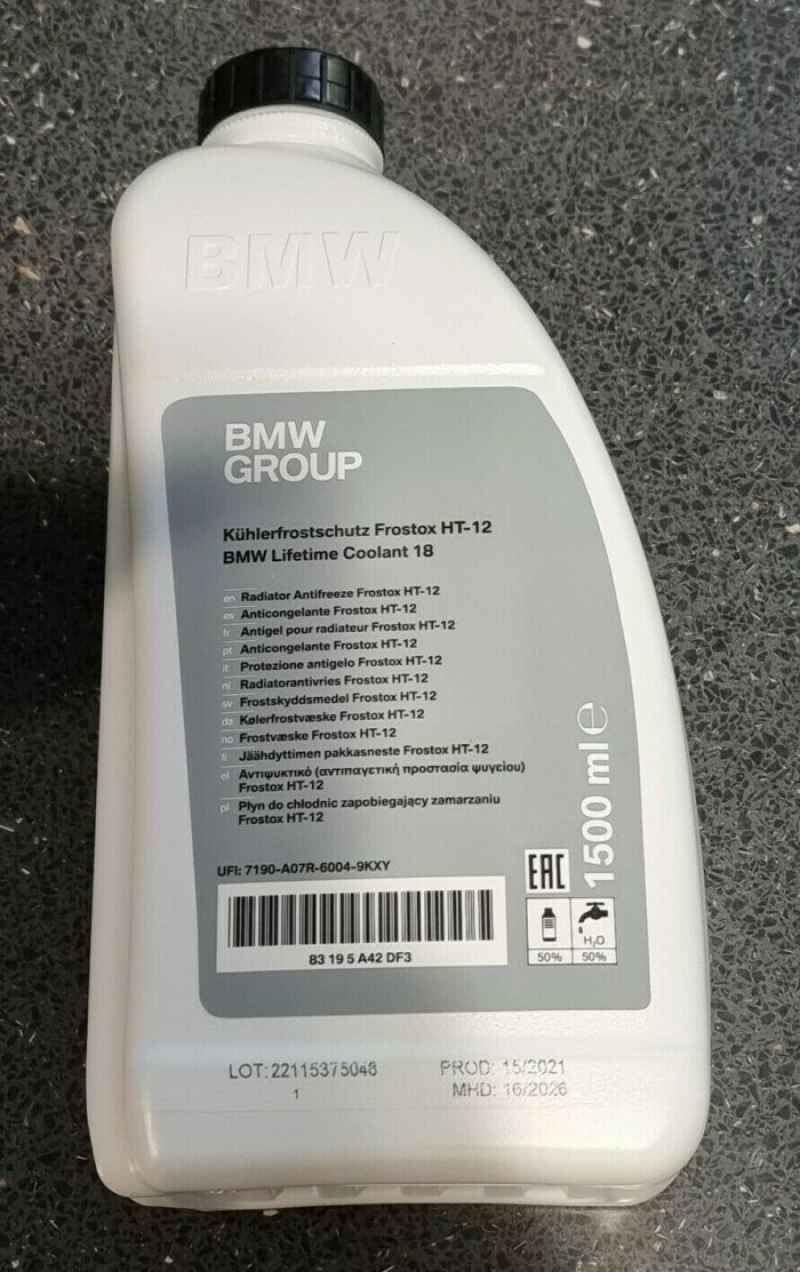 BMW
BMW
GROUP
Kühlerfrostschutz Frostox HT-12
BMW Lifetime Coolant 18
en Radiator Antifreeze Frostox HT-12
es Anticongelante Frostox HT-12
fr Antigel pour radiateur Frostox HT-12
pt Anticongelante Frostox HT-12
it Protezione antigelo Frostox HT-12
nl Radiatorantivries Frostox HT-12
sv Frostskyddsmedel Frostox HT-12
da Kølerfrostvæske Frostox HT-12
no Frostvæske Frostox HT-12
fi Jäähdyttimen pakkasneste Frostox HT-12
el Αντιψυκτικό (αντιπαγετική προστασία ψυγείου)
Frostox HT-12
pl Płyn do chłodnic zapobiegający zamarzaniu
Frostox HT-12
1500 ml e
UFI: 7190-A07R-6004-9KXY
EAC
H₂O
50% 50%
83 19 5 A42 DF3
LOT: 22115375048 PROD: 15/2021
1 MHD: 16/2026